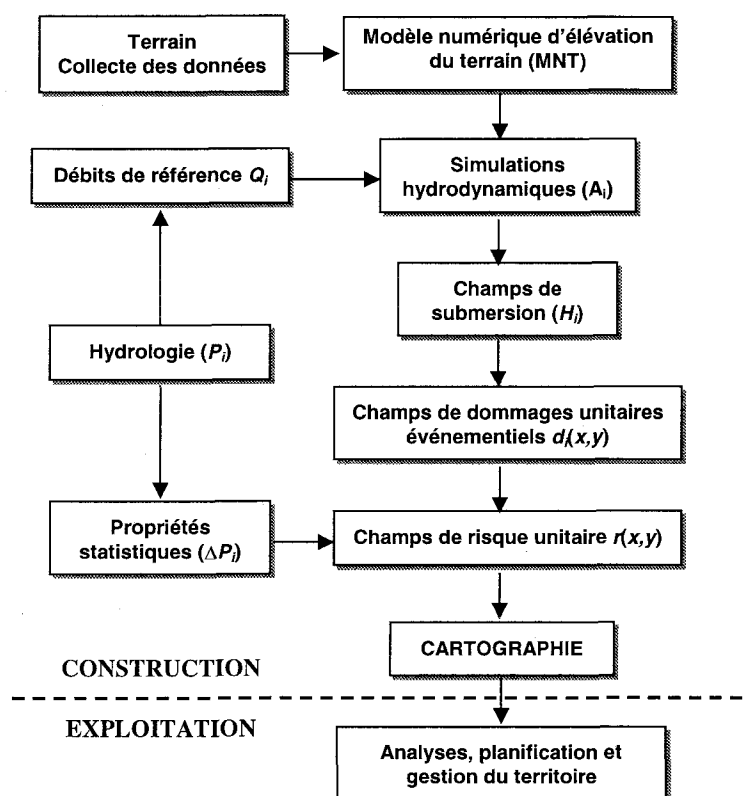 Terrain
Collecte des données
Modèle numérique d'élévation
du terrain (MNT)
Débits de référence Qi
Simulations
hydrodynamiques (Ai)
Champs de
submersion (Hi)
Hydrologie (Pi)
Champs de dommages unitaires
événementiels di(x,y)
Propriétés
statistiques (ΔPi)
Champs de risque unitaire r(x,y)
CARTOGRAPHIE
CONSTRUCTION
EXPLOITATION
Analyses, planification et
gestion du territoire